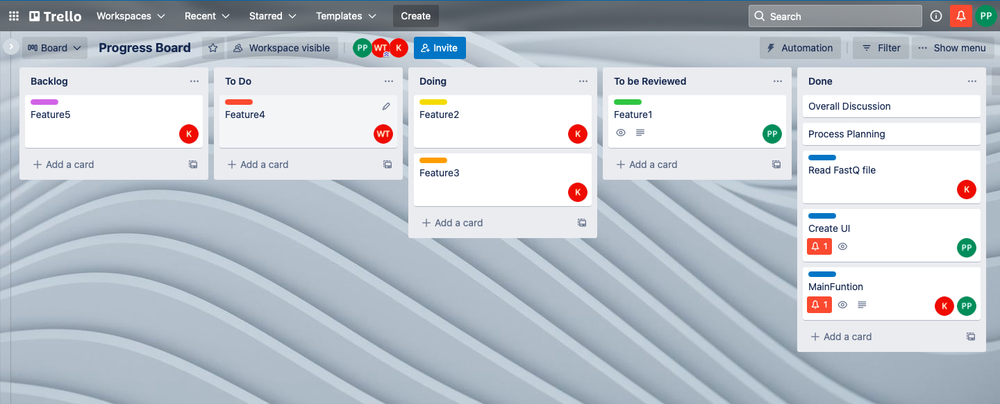 Trello Workspaces Recent Starred Templates Create Search PP
Board Progress Board Workspace visible PP WT K Invite Automation Filter Show menu
Backlog
Feature5
K
Add a card
To Do
Feature4
WT
Add a card
Doing
Feature2
K
Feature3
K
Add a card
To be Reviewed
Feature1
PP
Add a card
Done
Overall Discussion
Process Planning
Read FastQ file
K
Create UI
1 PP
MainFuntion
1 K PP
Add a card